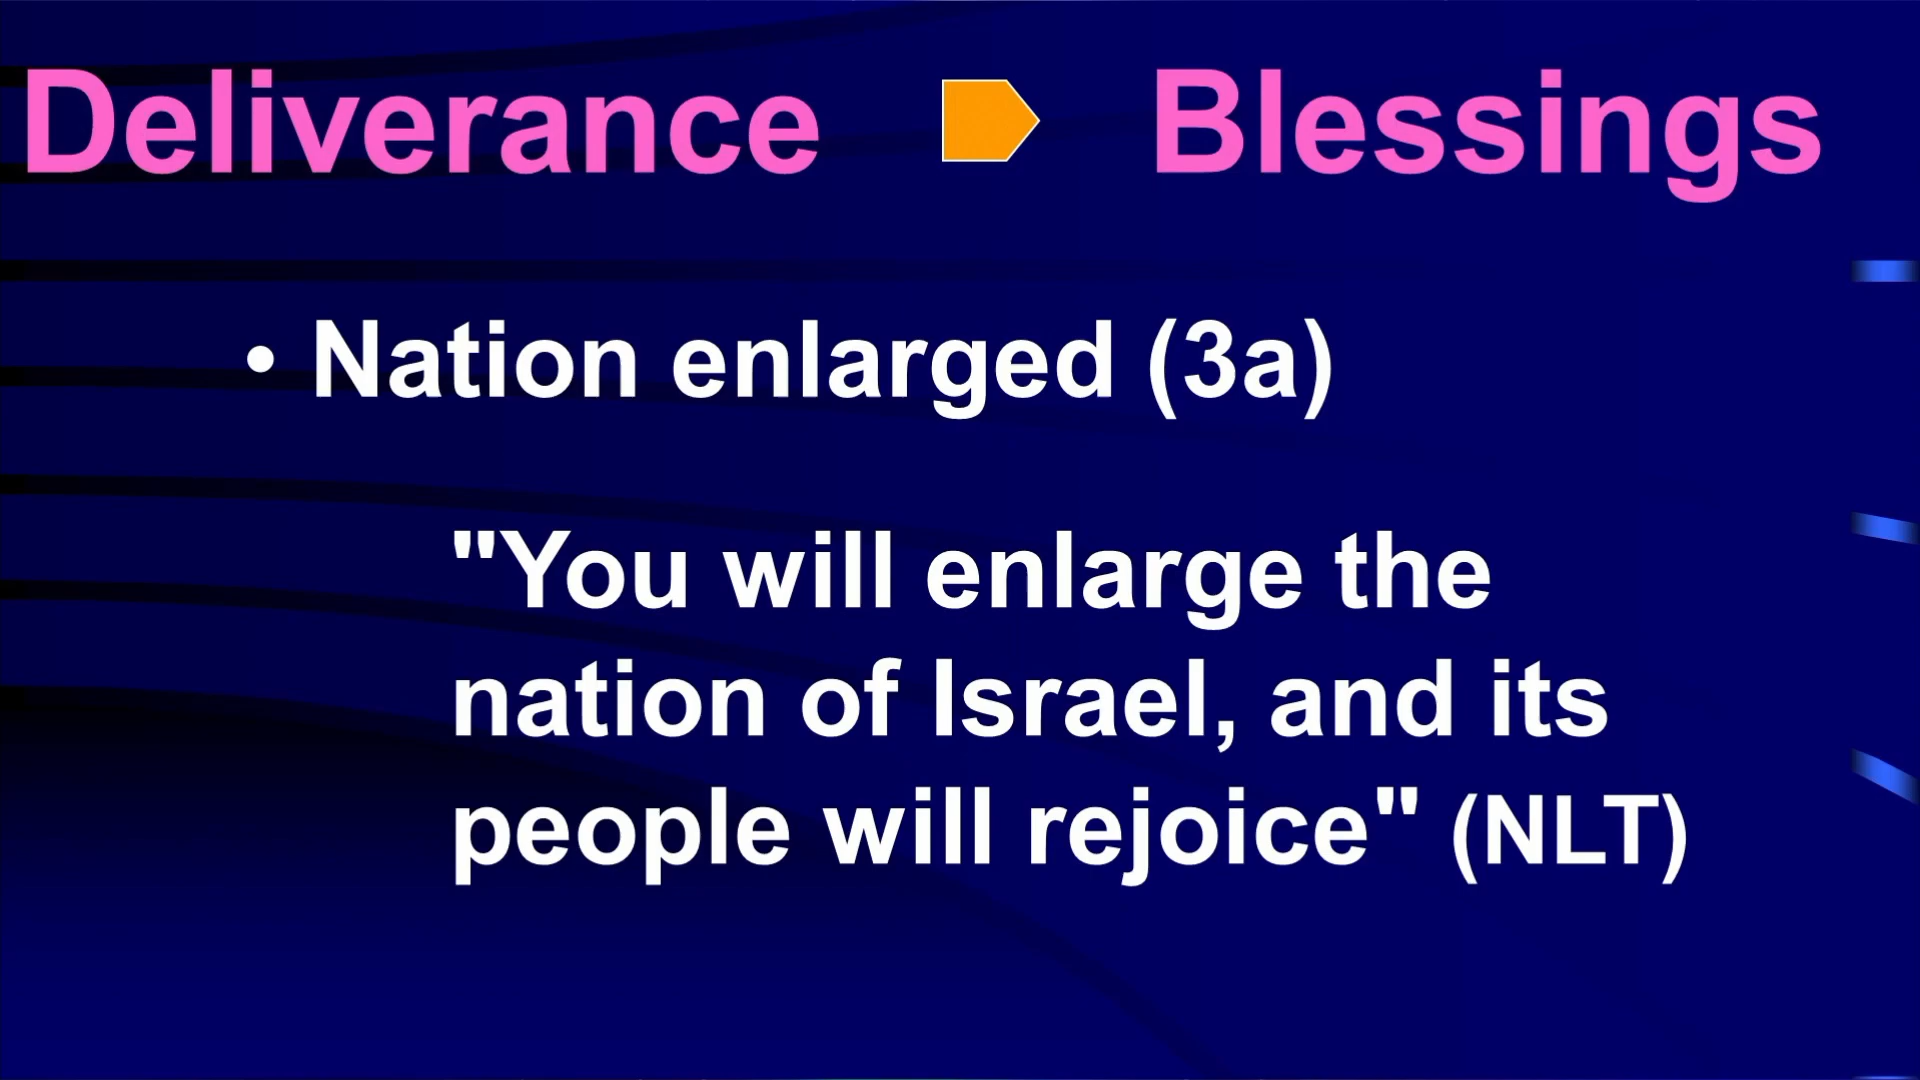 Deliverance Blessings
• Nation enlarged (3a)
"You will enlarge the
nation of Israel, and its
people will rejoice" (NLT)